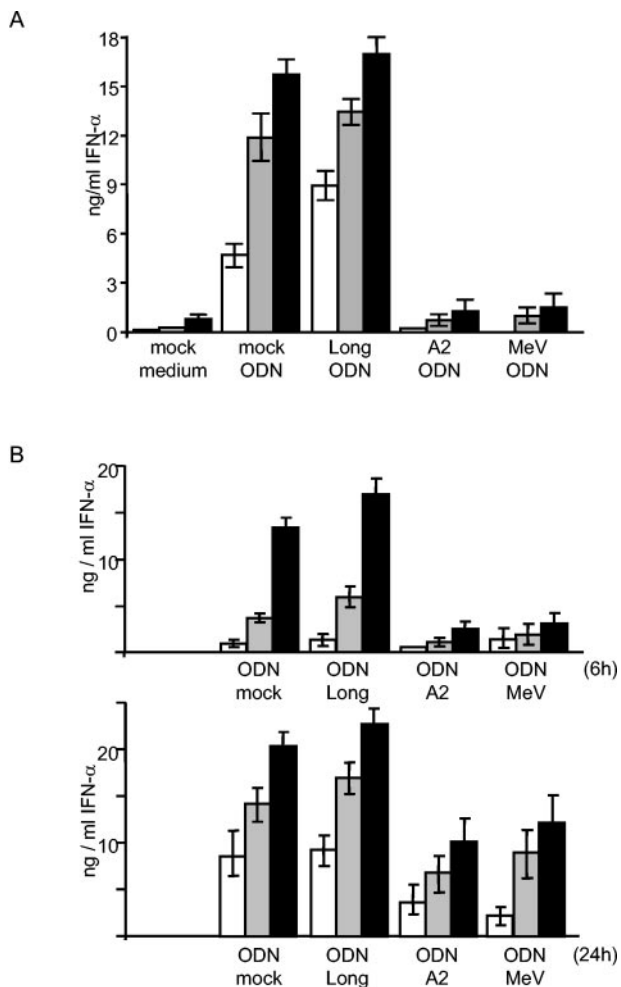 A
ng/ml IFN-α
18
15
12
9
6
3
0
mock mock Long A2 MeV
medium ODN ODN ODN ODN
B
ng / ml IFN-α
20
10
ODN ODN ODN ODN (6h)
mock Long A2 MeV
ng / ml IFN-α
20
10
ODN ODN ODN ODN (24h)
mock Long A2 MeV